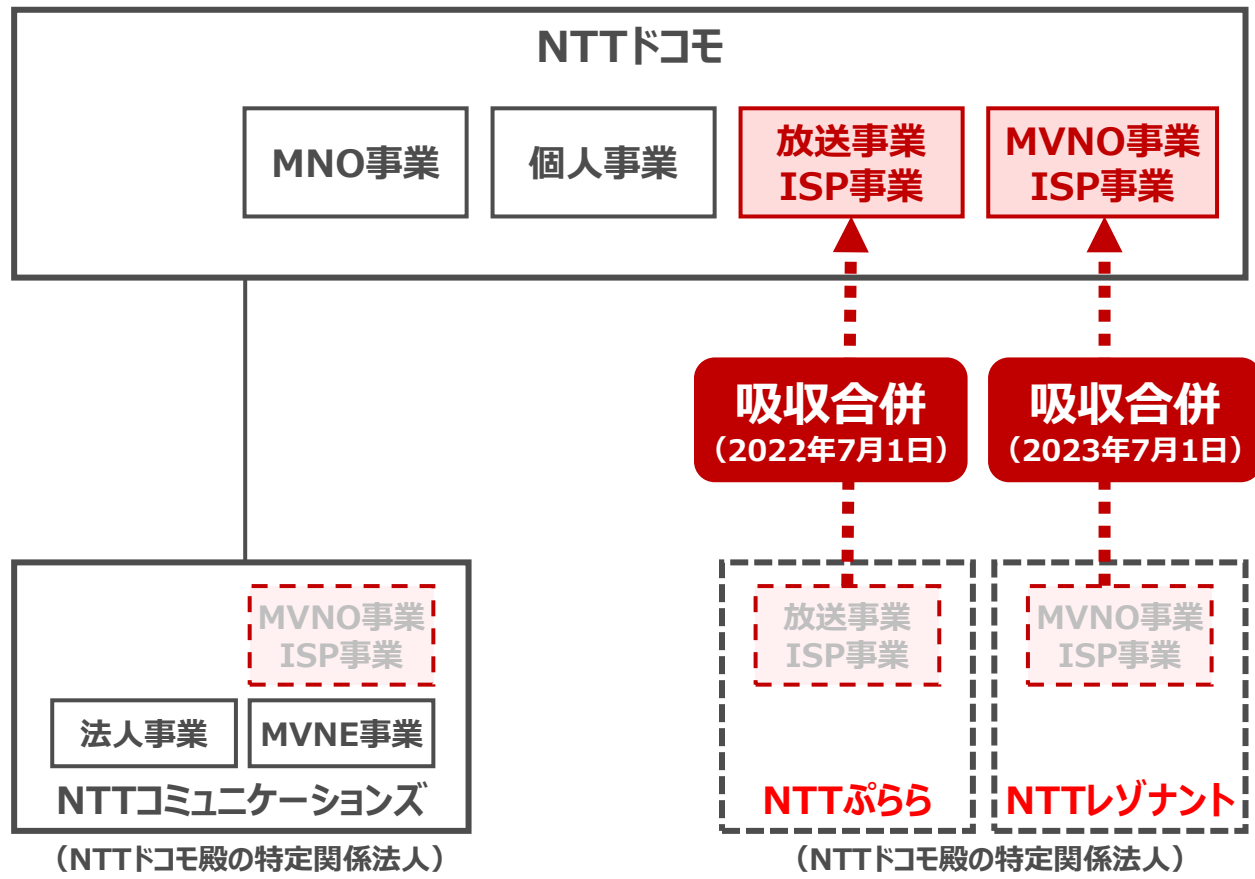 NTTドコモ
MNO事業
個人事業
放送事業
ISP事業
MVNO事業
ISP事業
吸収合併
（2022年7月1日）
吸収合併
（2023年7月1日）
MVNO事業
ISP事業
法人事業
MVNE事業
NTTコミュニケーションズ
（NTTドコモ殿の特定関係法人）
放送事業
ISP事業
NTTぷらら
MVNO事業
ISP事業
NTTレゾナント
（NTTドコモ殿の特定関係法人）